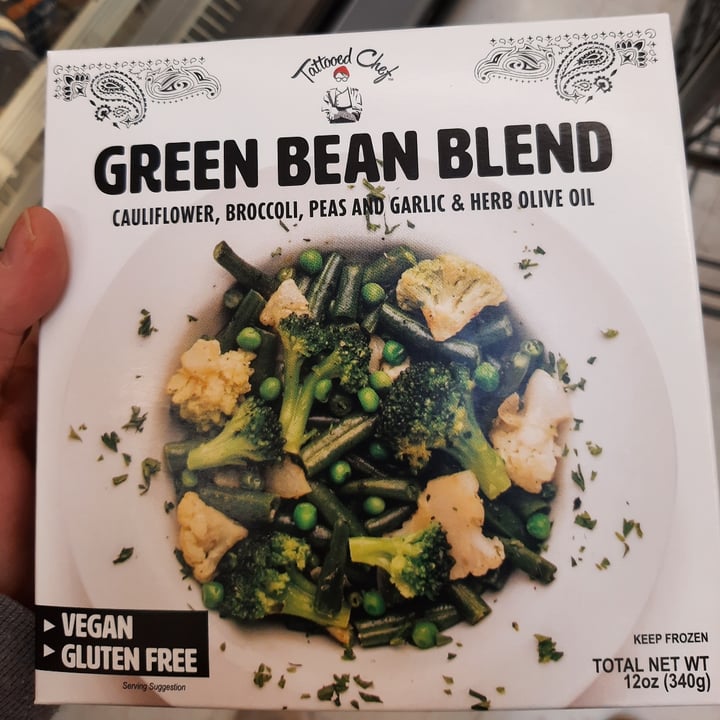 Tattooed Chef
GREEN BEAN BLEND
CAULIFLOWER, BROCCOLI, PEAS AND GARLIC & HERB OLIVE OIL
VEGAN
GLUTEN FREE
Serving Suggestion
KEEP FROZEN
TOTAL NET WT
12oz (340g)